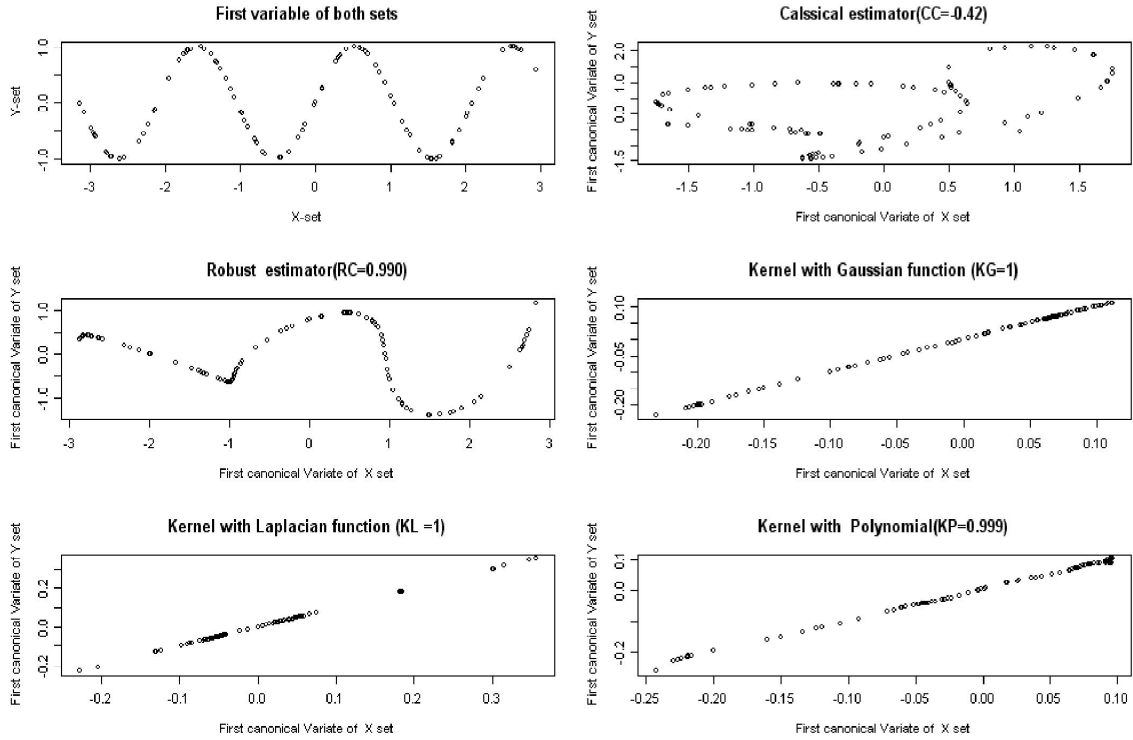 First variable of both sets
Y-set
1.0
0.0
-1.0
-3 -2 -1 0 1 2 3
X-set
Calssical estimator(CC=-0.42)
First canonical Variate of Y set
2.0
1.0
0.0
-1.5
-1.5 -1.0 -0.5 0.0 0.5 1.0 1.5
First canonical Variate of X set
Robust estimator(RC=0.990)
First canonical Variate of Y set
1.0
0.0
-1.0
-3 -2 -1 0 1 2 3
First canonical Variate of X set
Kernel with Gaussian function (KG=1)
First canonical Variate of Y set
0.10
-0.05
-0.20
-0.20 -0.15 -0.10 -0.05 0.00 0.05 0.10
First canonical Variate of X set
Kernel with Laplacian function (KL =1)
First canonical Variate of Y set
0.2
0.0
-0.2
-0.2 -0.1 0.0 0.1 0.2 0.3
First canonical Variate of X set
Kernel with Polynomial(KP=0.999)
First canonical Variate of Y set
0.1
0.0
-0.2
-0.25 -0.20 -0.15 -0.10 -0.05 0.00 0.05 0.10
First canonical Variate of X set